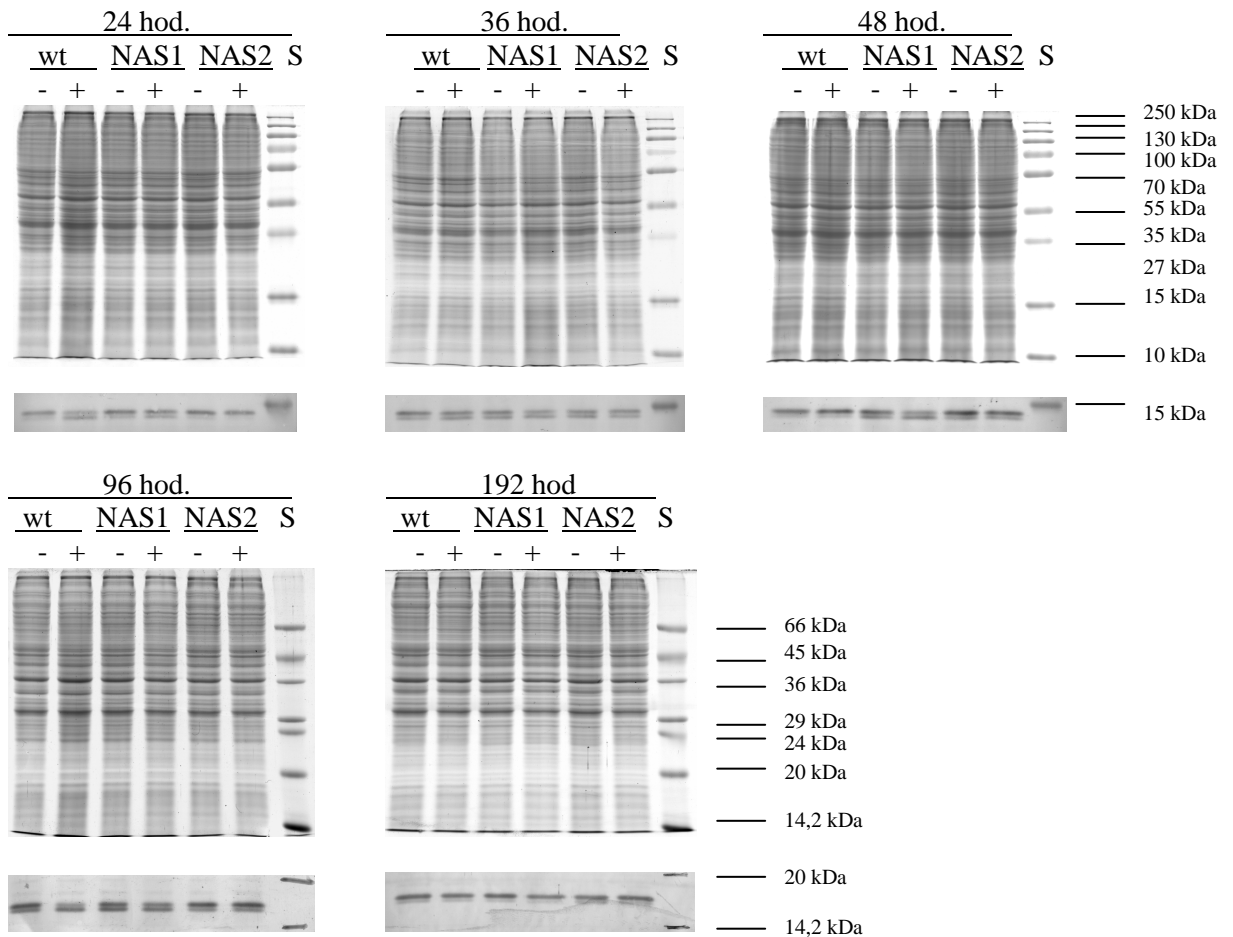 24 hod.
wt NAS1 NAS2 S
- + - + - +
36 hod.
wt NAS1 NAS2 S
- + - + - +
48 hod.
wt NAS1 NAS2 S
- + - + - +
250 kDa
130 kDa
100 kDa
70 kDa
55 kDa
35 kDa
27 kDa
15 kDa
10 kDa
15 kDa
96 hod.
wt NAS1 NAS2 S
- + - + - +
192 hod
wt NAS1 NAS2 S
- + - + - +
66 kDa
45 kDa
36 kDa
29 kDa
24 kDa
20 kDa
14,2 kDa
20 kDa
14,2 kDa